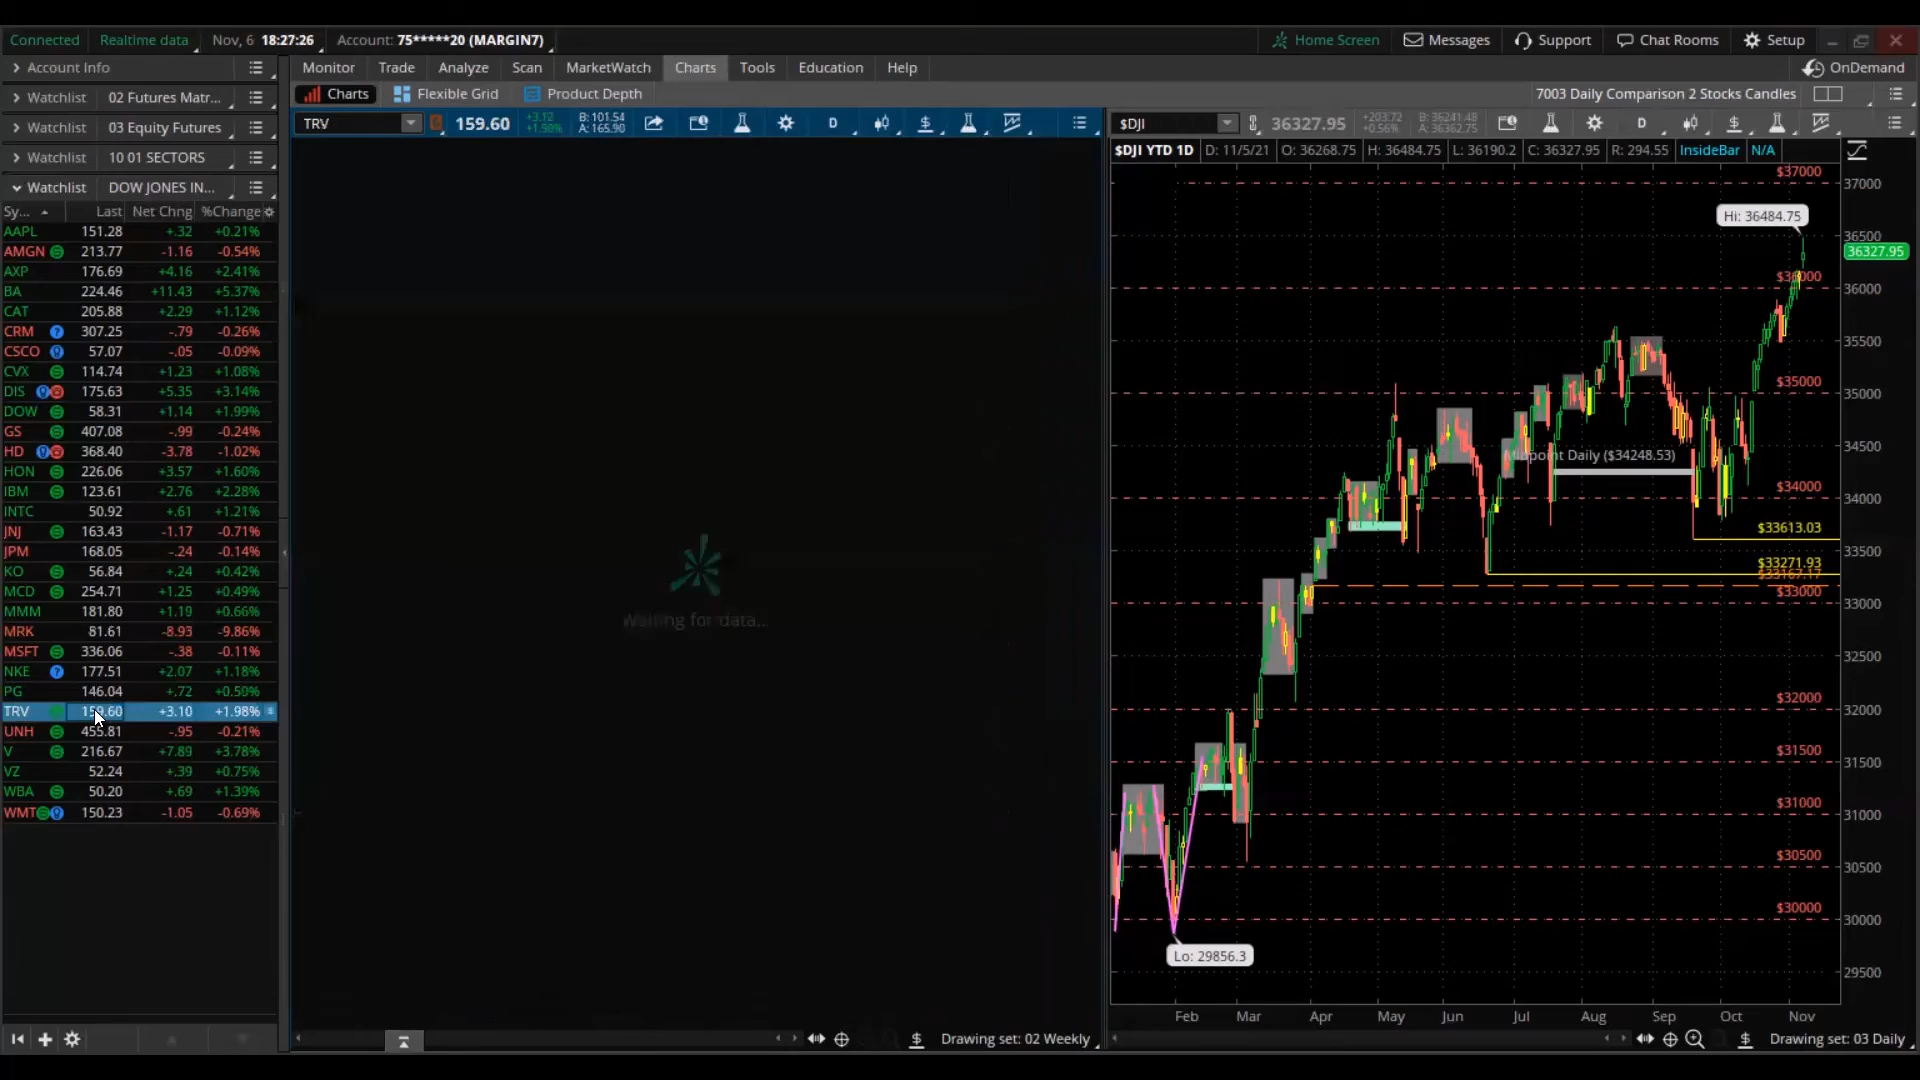 Connected Realtime data Nov, 6 18:27:26 Account: 75*****20 (MARGIN7) Home Screen Messages Support Chat Rooms Setup
Account Info
Monitor Trade Analyze Scan MarketWatch Charts Tools Education Help OnDemand
Watchlist 02 Futures Matr...
Charts Flexible Grid Product Depth 7003 Daily Comparison 2 Stocks Candles
Watchlist 03 Equity Futures
TRV 159.60 +3.12 +1.98% B: 101.54 A: 165.90 D
$DJI 36327.95 +203.72 +0.56% B: 36241.48 A: 36362.75 D
Watchlist 10 01 SECTORS
$DJI YTD 1D D: 11/5/21 O: 36268.75 H: 36484.75 L: 36190.2 C: 36327.95 R: 294.55 InsideBar N/A
Watchlist DOW JONES IN...
Sy... Last Net Chng %Change
AAPL 151.28 +.32 +0.21%
AMGN 213.77 -1.16 -0.54%
AXP 176.69 +4.16 +2.41%
BA 224.46 +11.43 +5.37%
CAT 205.88 +2.29 +1.12%
CRM 307.25 -.79 -0.26%
CSCO 57.07 -.05 -0.09%
CVX 114.74 +1.23 +1.08%
DIS 175.63 +5.35 +3.14%
DOW 58.31 +1.14 +1.99%
GS 407.08 -.99 -0.24%
HD 368.40 -3.78 -1.02%
HON 226.06 +3.57 +1.60%
IBM 123.61 +2.76 +2.28%
INTC 50.92 +.61 +1.21%
JNJ 163.43 -1.17 -0.71%
JPM 168.05 -.24 -0.14%
KO 56.84 +.24 +0.42%
MCD 254.71 +1.25 +0.49%
MMM 181.80 +1.19 +0.66%
MRK 81.61 -8.93 -9.86%
MSFT 336.06 -.38 -0.11%
NKE 177.51 +2.07 +1.18%
PG 146.04 +.72 +0.50%
TRV 159.60 +3.10 +1.98%
UNH 455.81 -.95 -0.21%
V 216.67 +7.89 +3.78%
VZ 52.24 +.39 +0.75%
WBA 50.20 +.69 +1.39%
WMT 150.23 -1.05 -0.69%
Waiting for data...
Drawing set: 02 Weekly
$37000
37000
Hi: 36484.75
36500
36327.95
36000
35500
$35000
35000
34500
Midpoint Daily ($34248.53)
$34000
34000
$33613.03
33500
$33271.93
$33000
33000
32500
$32000
32000
$31500
31500
$31000
31000
$30500
30500
$30000
30000
Lo: 29856.3
29500
Feb Mar Apr May Jun Jul Aug Sep Oct Nov
Drawing set: 03 Daily